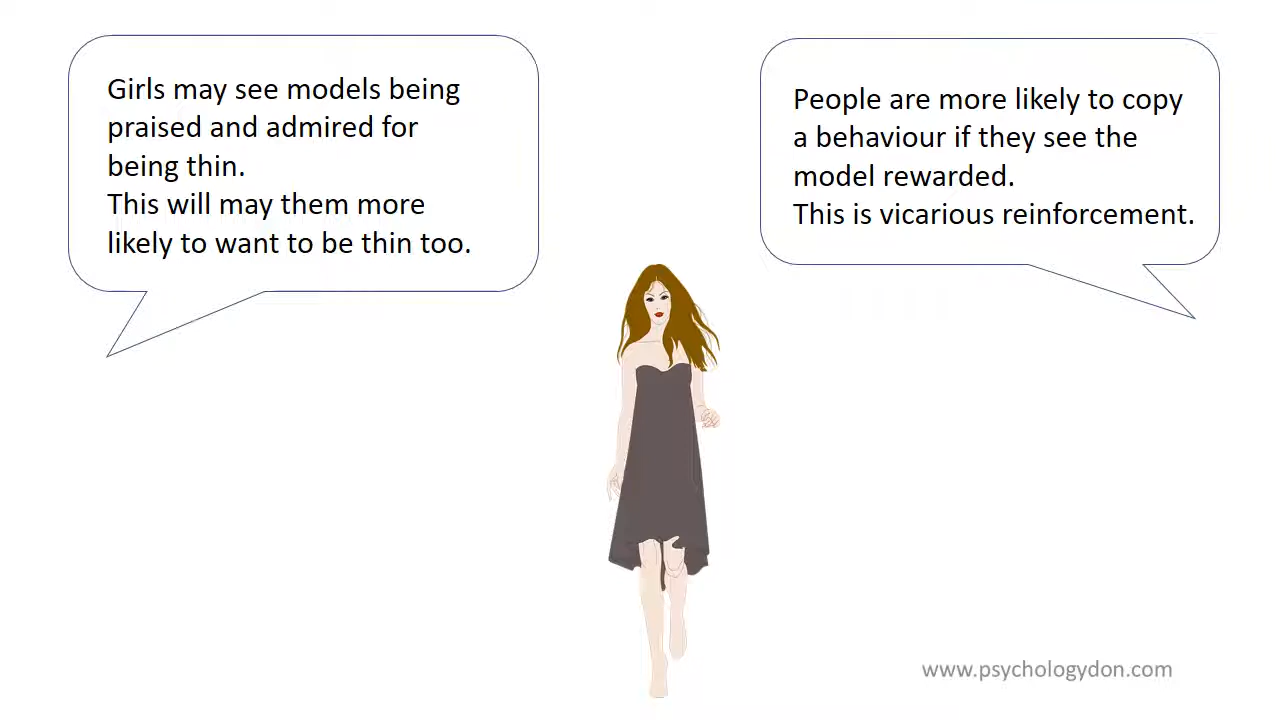 Girls may see models being
praised and admired for
being thin.
This will may them more
likely to want to be thin too.
People are more likely to copy
a behaviour if they see the
model rewarded.
This is vicarious reinforcement.
www.psychologydon.com